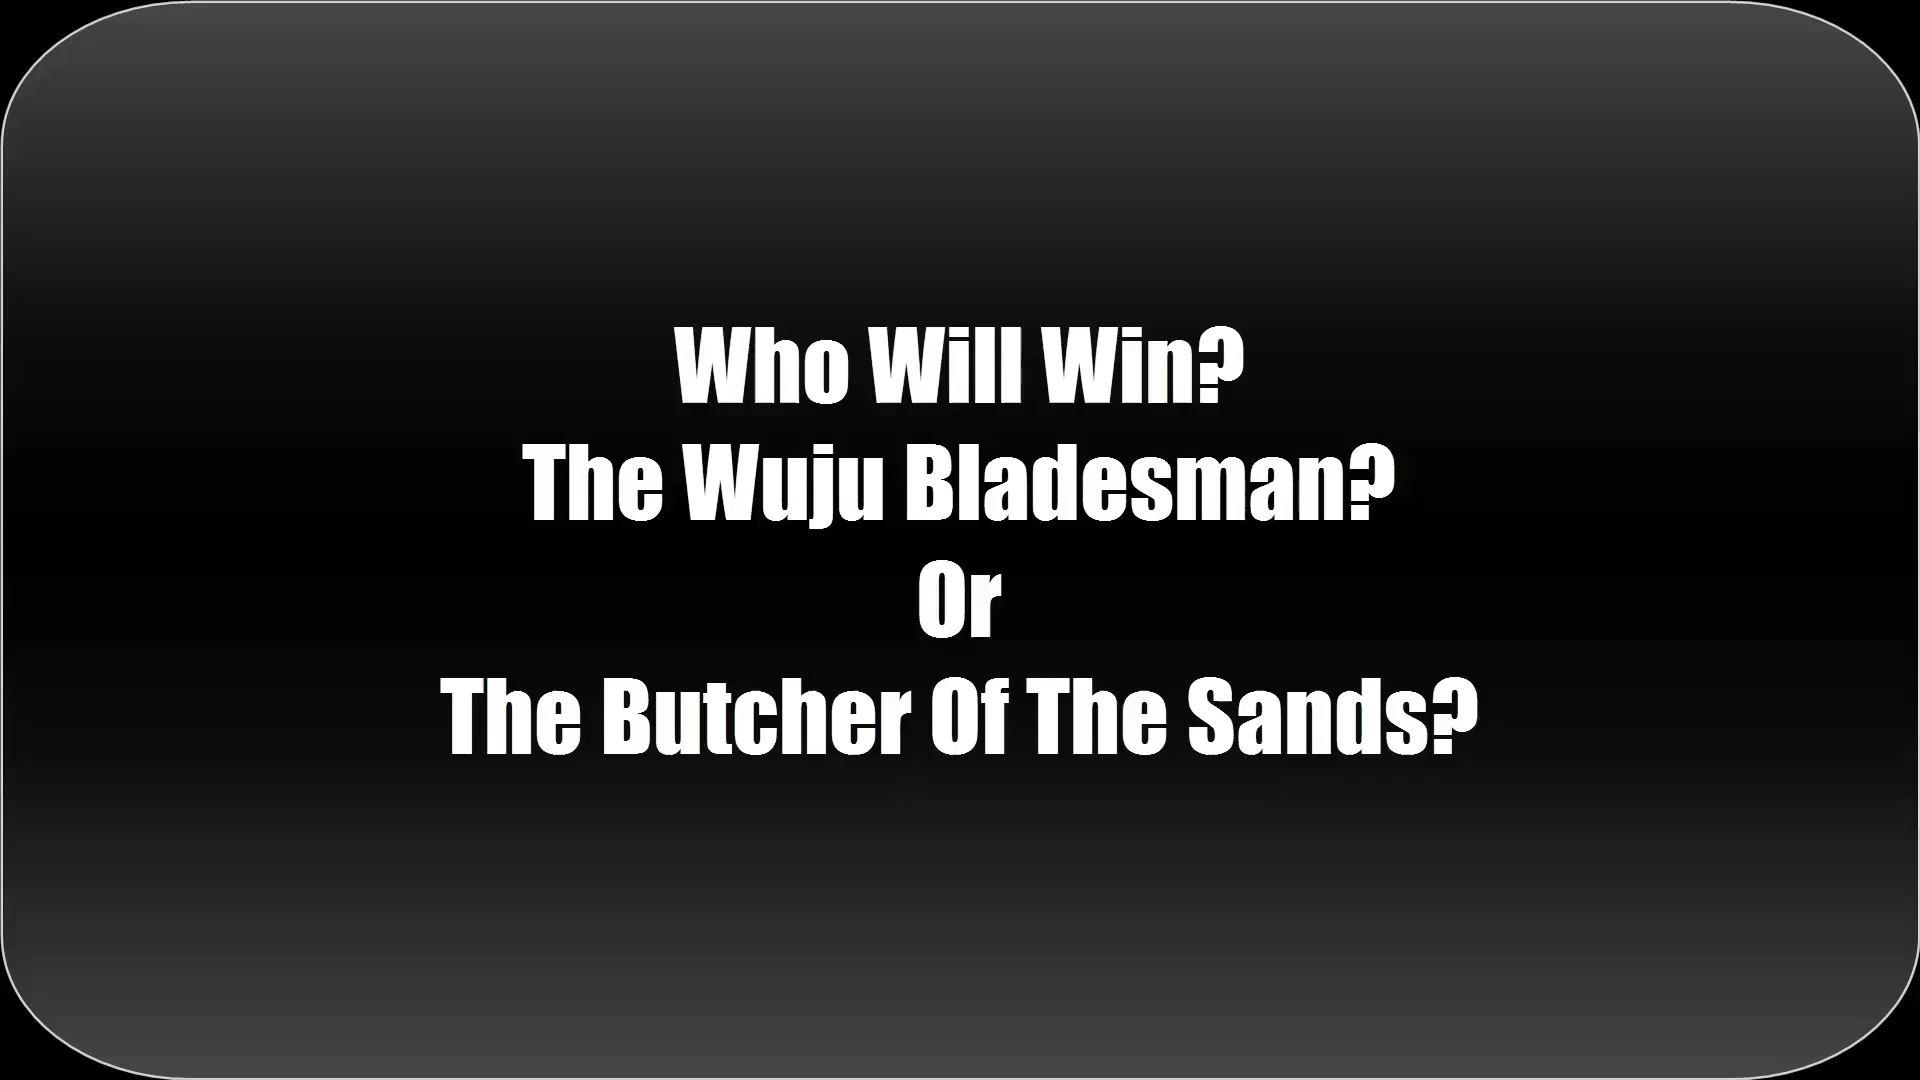 Who Will Win?
The Wuju Bladesman?
Or
The Butcher Of The Sands?